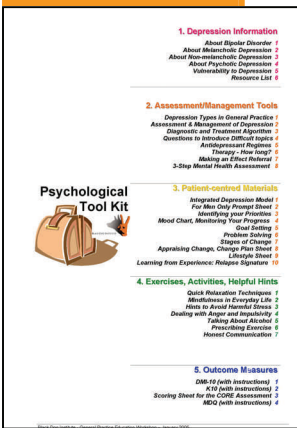 1. Depression Information
About Bipolar Disorder 1
About Melancholic Depression 2
About Non-melancholic Depression 3
About Psychotic Depression 4
Vulnerability to Depression 5
Resource List 6
2. Assessment/Management Tools
Depression Types in General Practice 1
Assessment & Management of Depression 2
Diagnostic and Treatment Algorithm 3
Questions to Introduce Difficult topics 4
Antidepressant Regimes 5
Therapy - How long? 6
Making an Effect Referral 7
3-Step Mental Health Assessment 8
Psychological
Tool Kit
3. Patient-centred Materials
Integrated Depression Model 1
For Men Only Prompt Sheet 2
Identifying your Priorities 3
Mood Chart, Monitoring Your Progress 4
Goal Setting 5
Problem Solving 6
Stages of Change 7
Appraising Change, Change Plan Sheet 8
Lifestyle Sheet 9
Learning from Experience: Relapse Signature 10
4. Exercises, Activities, Helpful Hints
Quick Relaxation Techniques 1
Mindfulness in Everyday Life 2
Hints to Avoid Harmful Stress 3
Dealing with Anger and Impulsivity 4
Talking About Alcohol 5
Prescribing Exercise 6
Honest Communication 7
5. Outcome Measures
DMI-10 (with instructions) 1
K10 (with instructions) 2
Scoring Sheet for the CORE Assessment 3
MDQ (with instructions) 4